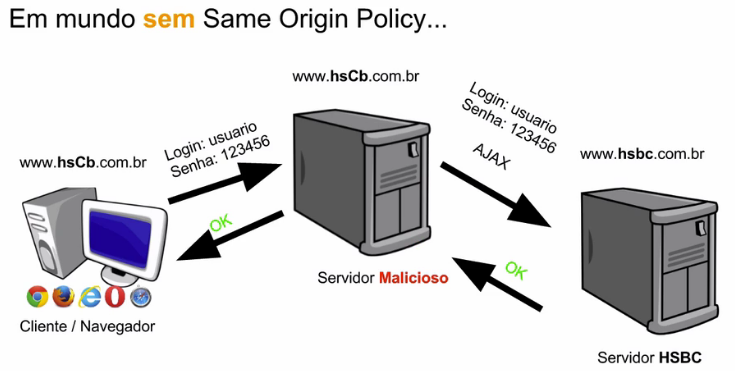 Em mundo sem Same Origin Policy...
www.hsCb.com.br
Login: usuario
Senha: 123456
www.hsCb.com.br
Login: usuario
Senha: 123456
AJAX
www.hsbc.com.br
OK
OK
Servidor Malicioso
Cliente / Navegador
Servidor HSBC